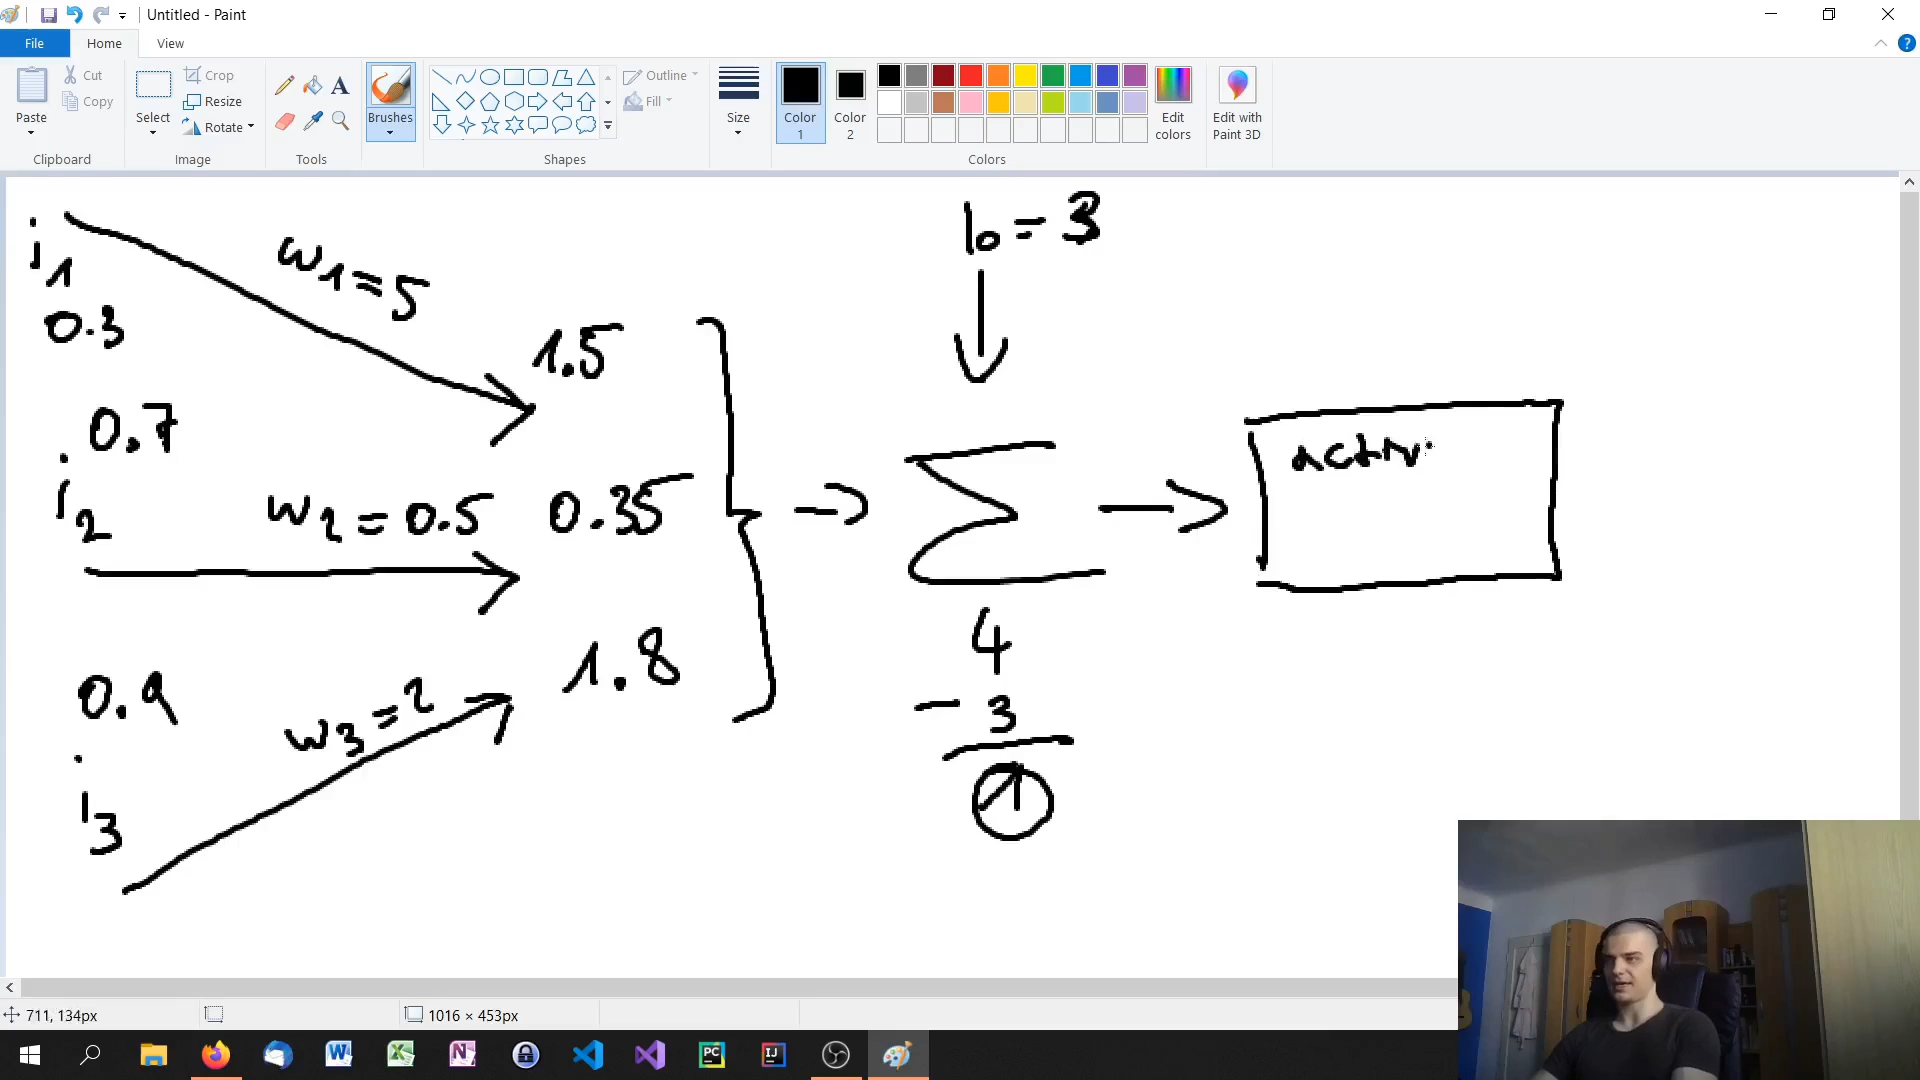 Untitled - Paint
File Home View
Paste
Cut
Copy
Clipboard
Select
Crop
Resize
Rotate
Image
A
Tools
Brushes
Outline
Fill
Shapes
Size
Color 1
Color 2
Edit colors
Edit with Paint 3D
Colors
i1
0.3
w1=5
1.5
b=3
0.7
i2
w2=0.5
0.35
Σ
activ
0.9
i3
w3=2
1.8
4
-3
1
711, 134px
1016 × 453px
W
X
N
PC
IJ